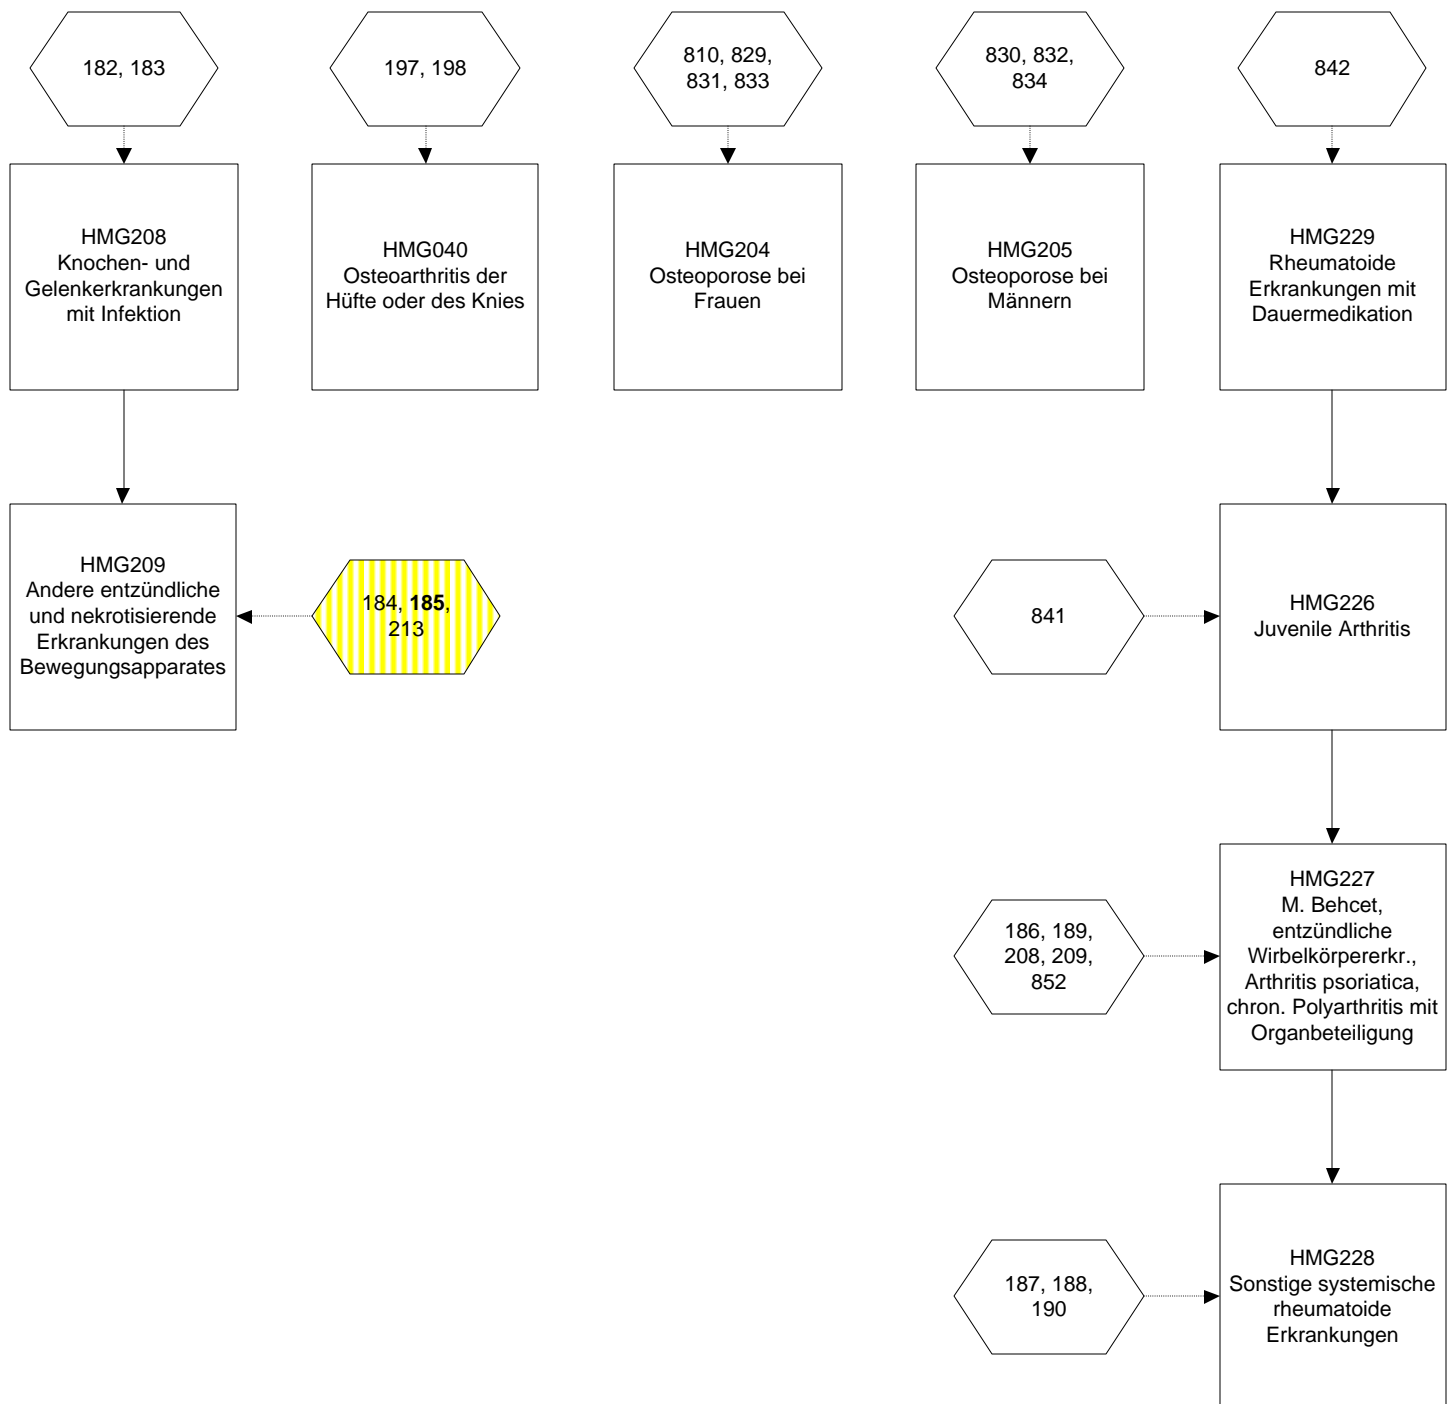 182, 183
197, 198
810, 829,
831, 833
830, 832,
834
842
HMG208
Knochen- und
Gelenkerkrankungen
mit Infektion
HMG040
Osteoarthritis der
Hüfte oder des Knies
HMG204
Osteoporose bei
Frauen
HMG205
Osteoporose bei
Männern
HMG229
Rheumatoide
Erkrankungen mit
Dauermedikation
HMG209
Andere entzündliche
und nekrotisierende
Erkrankungen des
Bewegungsapparates
184, 185,
213
841
HMG226
Juvenile Arthritis
186, 189,
208, 209,
852
HMG227
M. Behcet,
entzündliche
Wirbelkörpererkr.,
Arthritis psoriatica,
chron. Polyarthritis mit
Organbeteiligung
187, 188,
190
HMG228
Sonstige systemische
rheumatoide
Erkrankungen